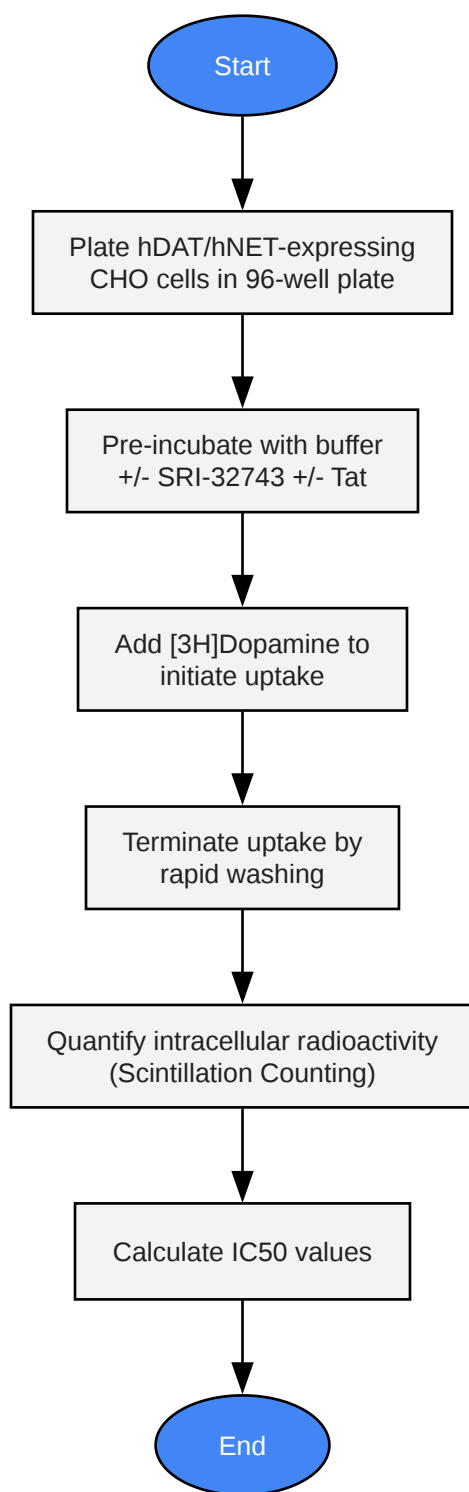 Start
Plate hDAT/hNET-expressing
CHO cells in 96-well plate
Pre-incubate with buffer
+/- SRI-32743 +/- Tat
Add [3H]Dopamine to
initiate uptake
Terminate uptake by
rapid washing
Quantify intracellular radioactivity
(Scintillation Counting)
Calculate IC50 values
End